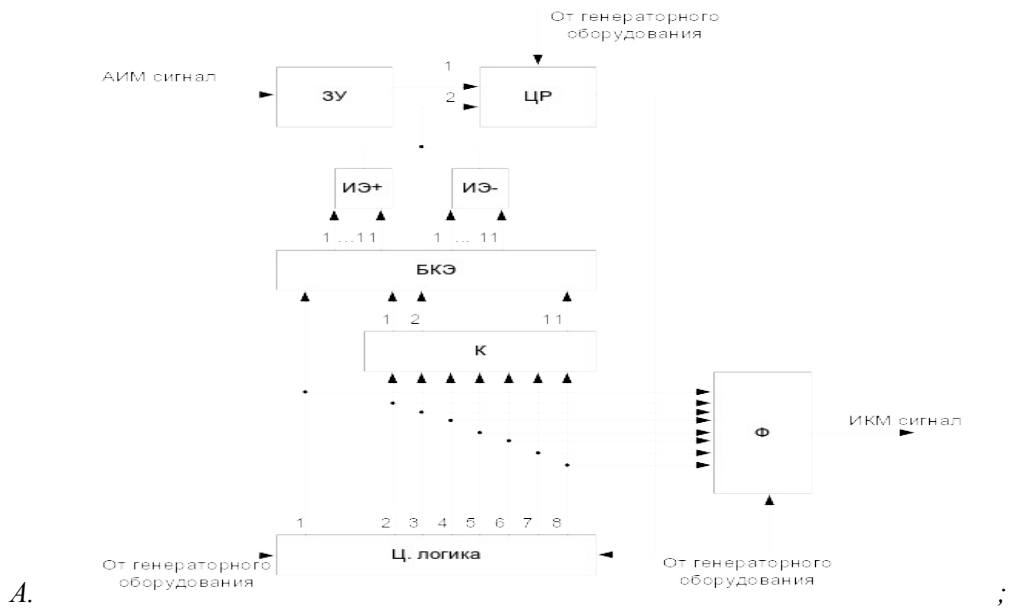 От генераторного
оборудования
АИМ сигнал
1
2
ЗУ
ЦР
ИЭ+
ИЭ-
1 ...11
1 ... 11
БКЭ
1 2 11
К
Ф
ИКМ сигнал
1 2 3 4 5 6 7 8
Ц. логика
От генераторного
оборудования
От генераторного
оборудования
А.
;